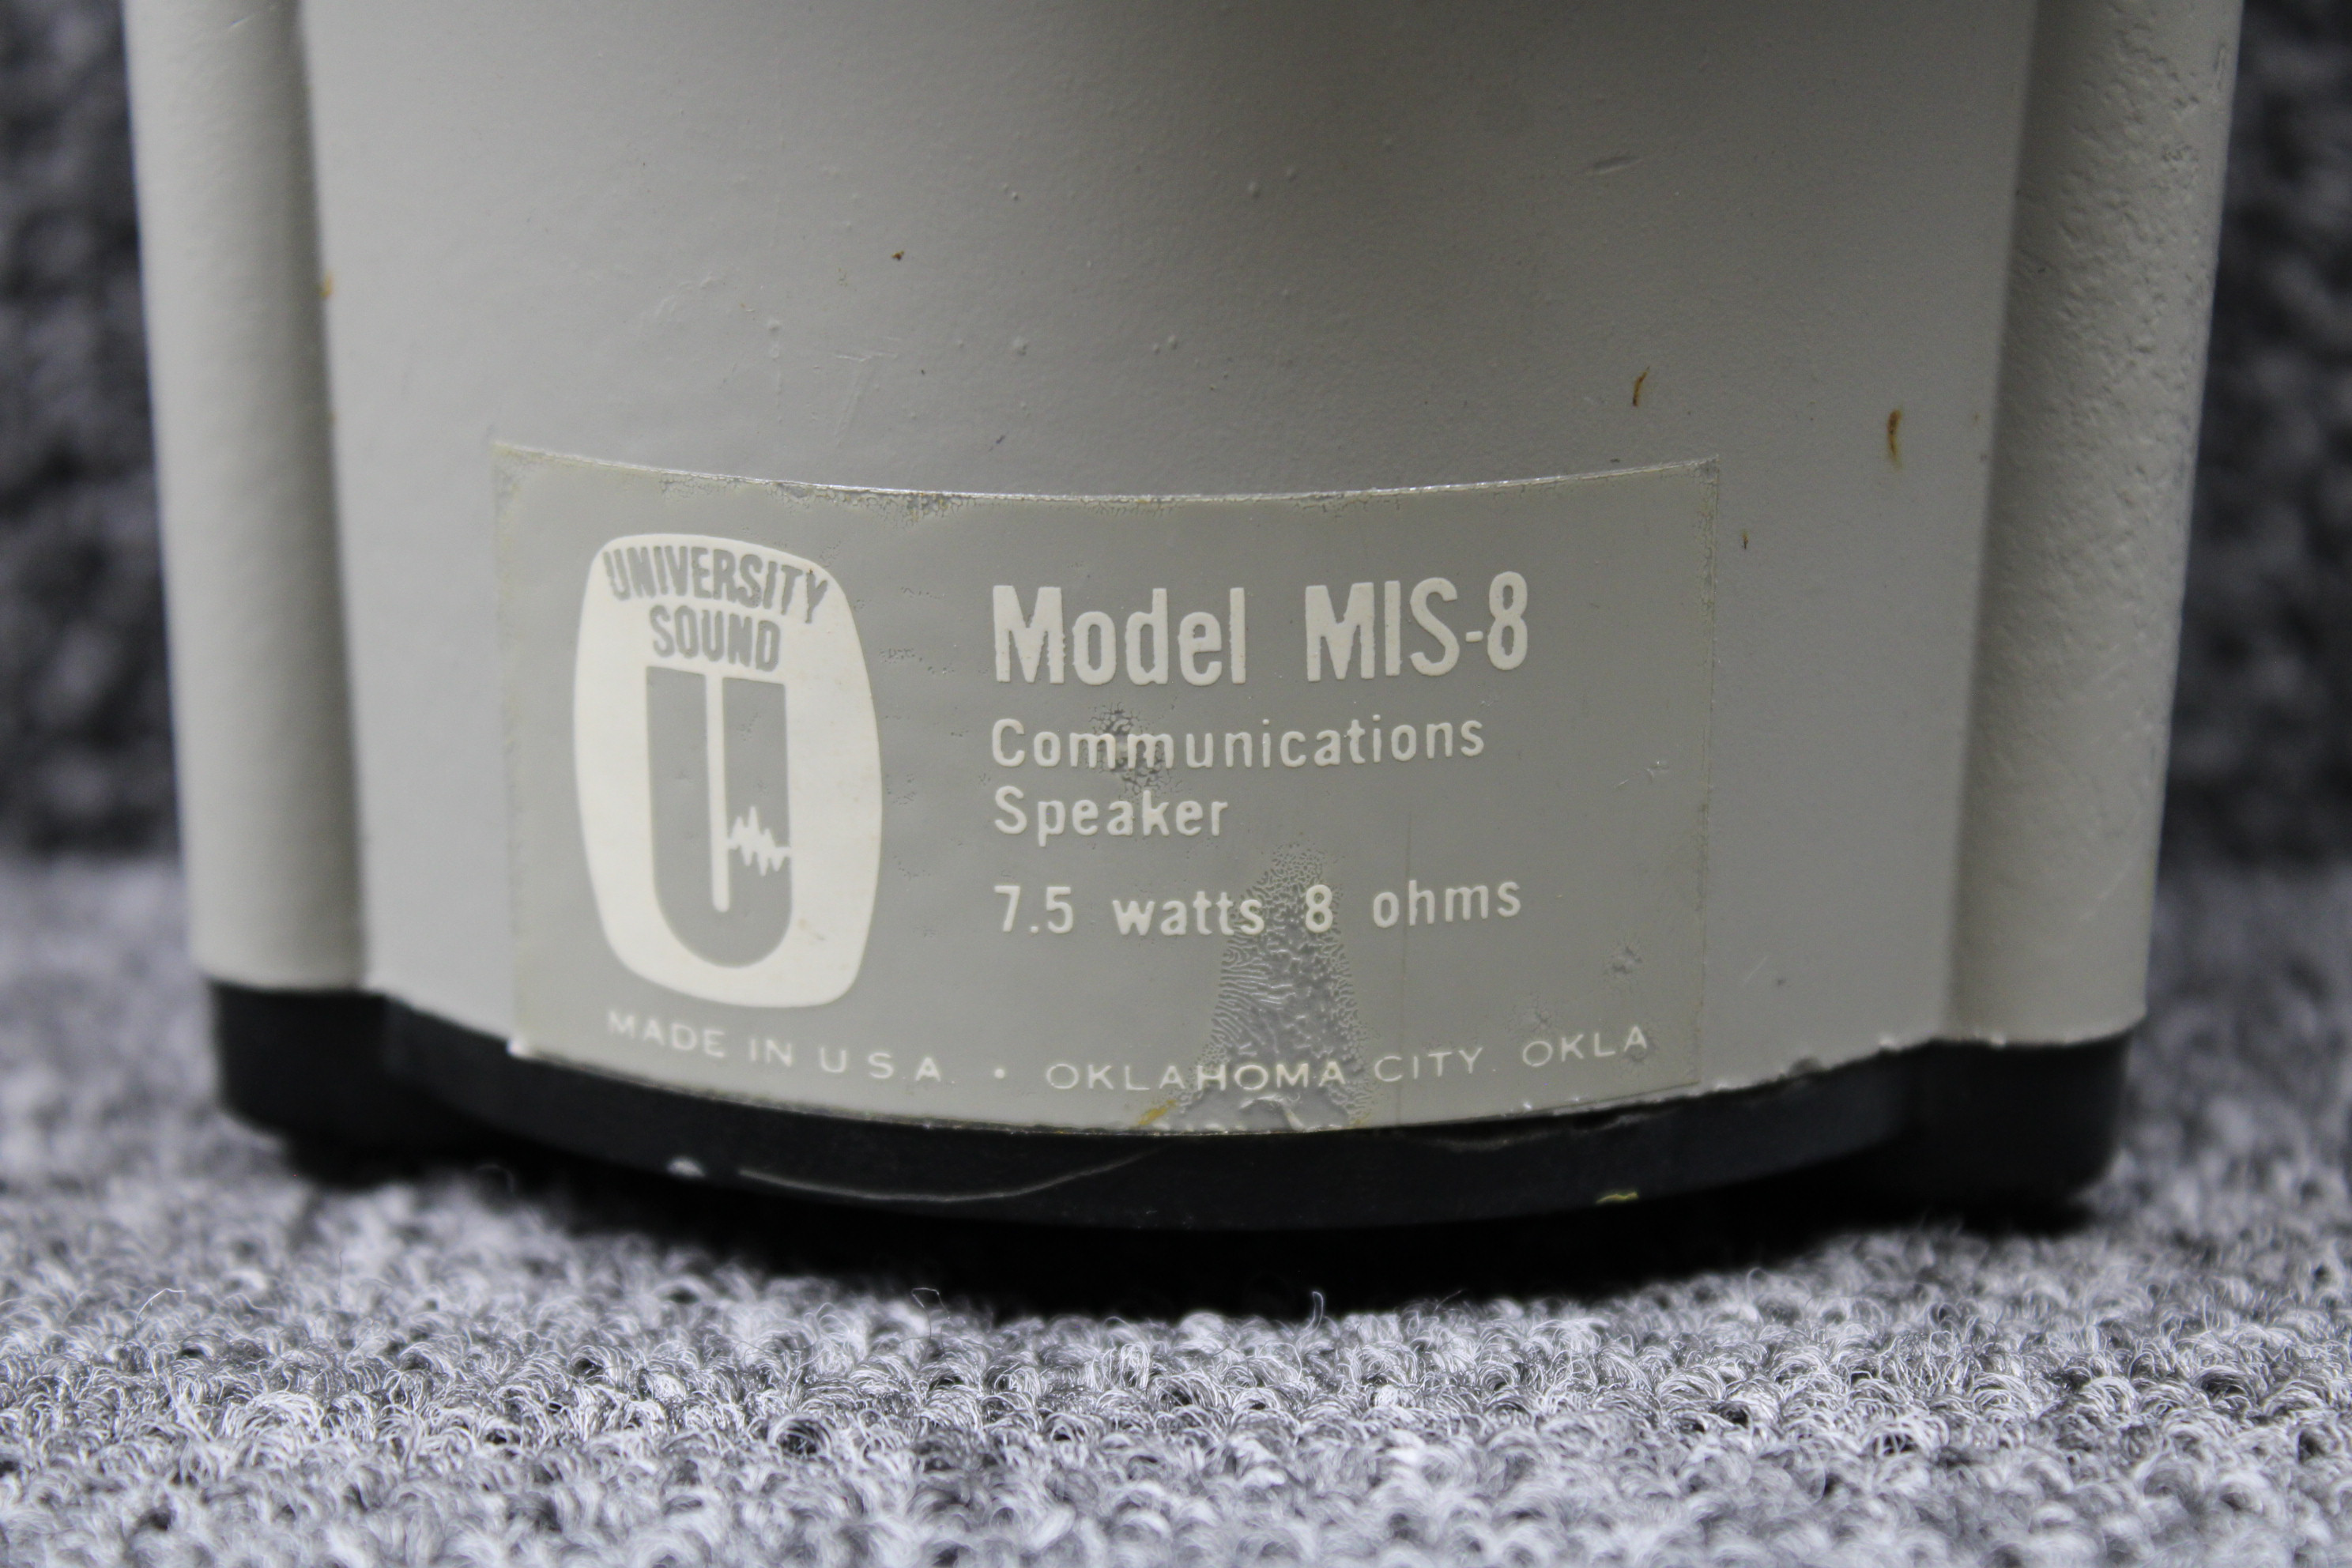 UNIVERSITY
SOUND
Model MIS-8
Communications
Speaker
7.5 watts 8 ohms
MADE IN U S A • OKLAHOMA CITY. OKLA